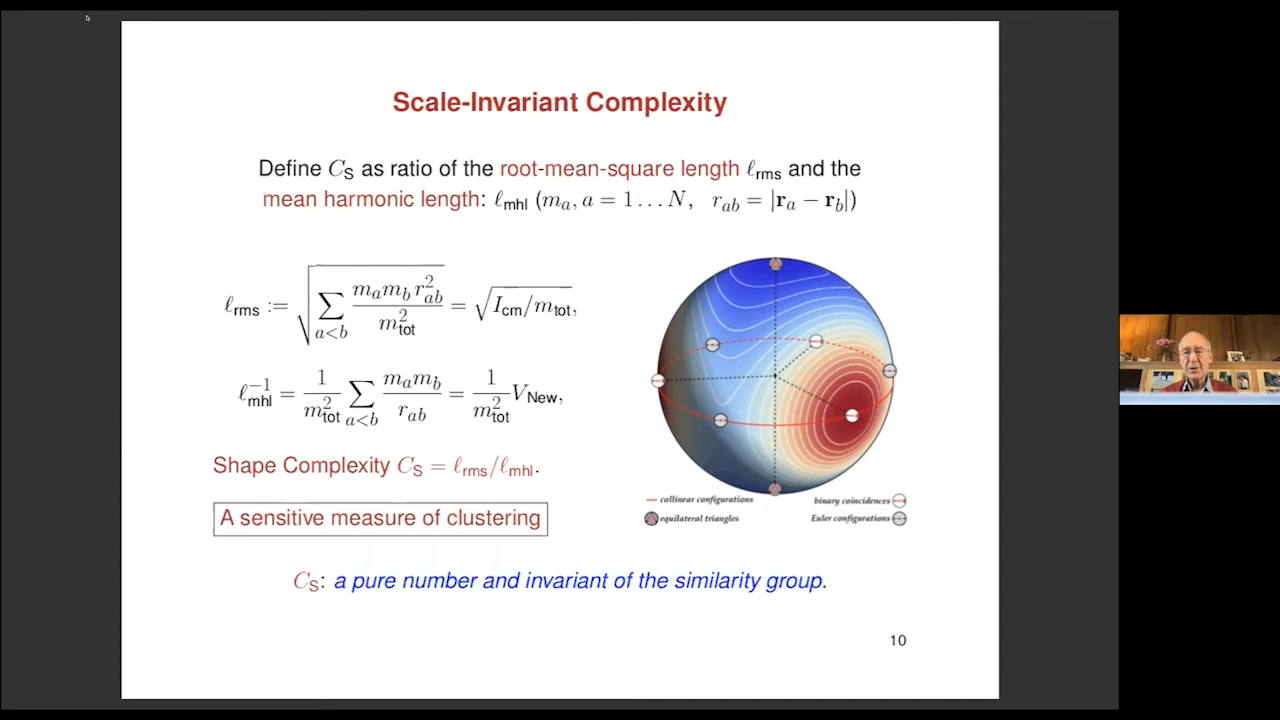 Scale-Invariant Complexity
Define C_S as ratio of the root-mean-square length ℓ_rms and the
mean harmonic length: ℓ_mhl (m_a, a = 1 … N, r_ab = |r_a − r_b|)
ℓ_rms := √(∑_{a<b} m_a m_b r_ab^2 / m_tot^2) = √(I_cm/m_tot),
ℓ_mhl^−1 = 1/m_tot^2 ∑_{a<b} m_a m_b / r_ab = 1/m_tot^2 V_New,
Shape Complexity C_S = ℓ_rms/ℓ_mhl.
A sensitive measure of clustering
collinear configurations
binary coincidences
equilateral triangles
Euler configurations
C_S: a pure number and invariant of the similarity group.
10